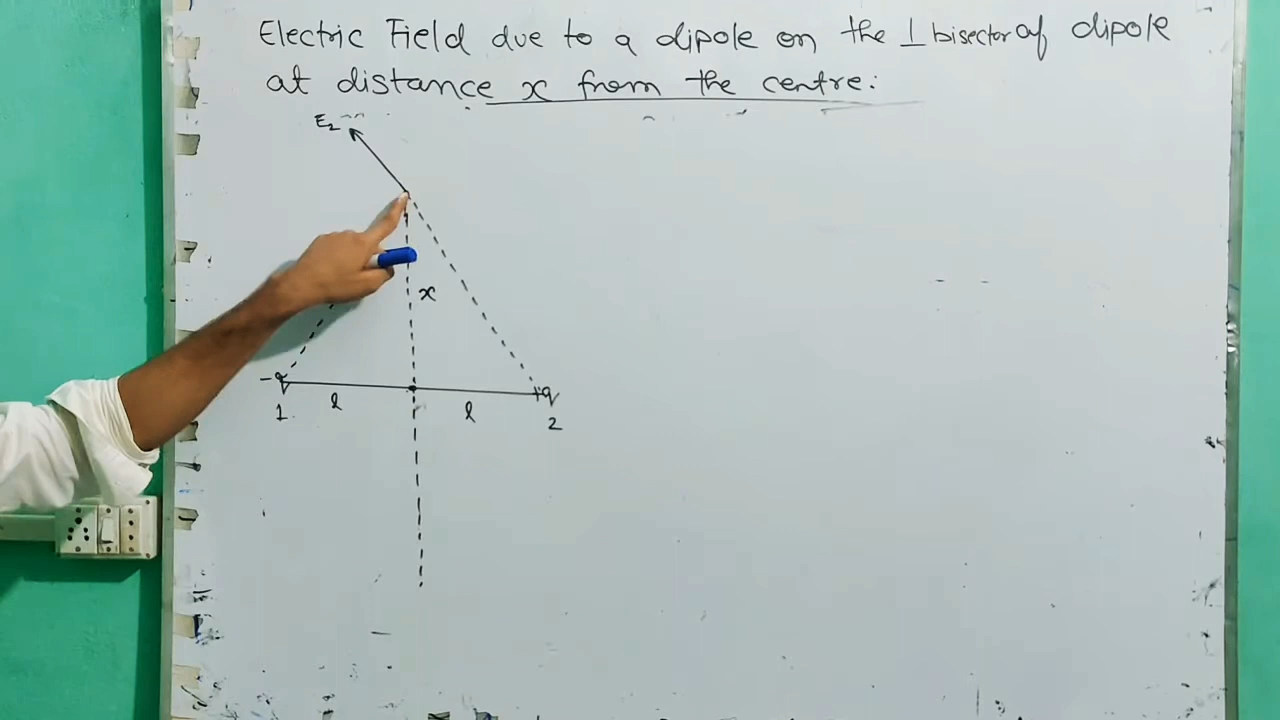 Electric Field due to a dipole on the ⊥ bisector of dipole
at distance x from the centre:
E₂
x
-q
+q
l
l
1
2